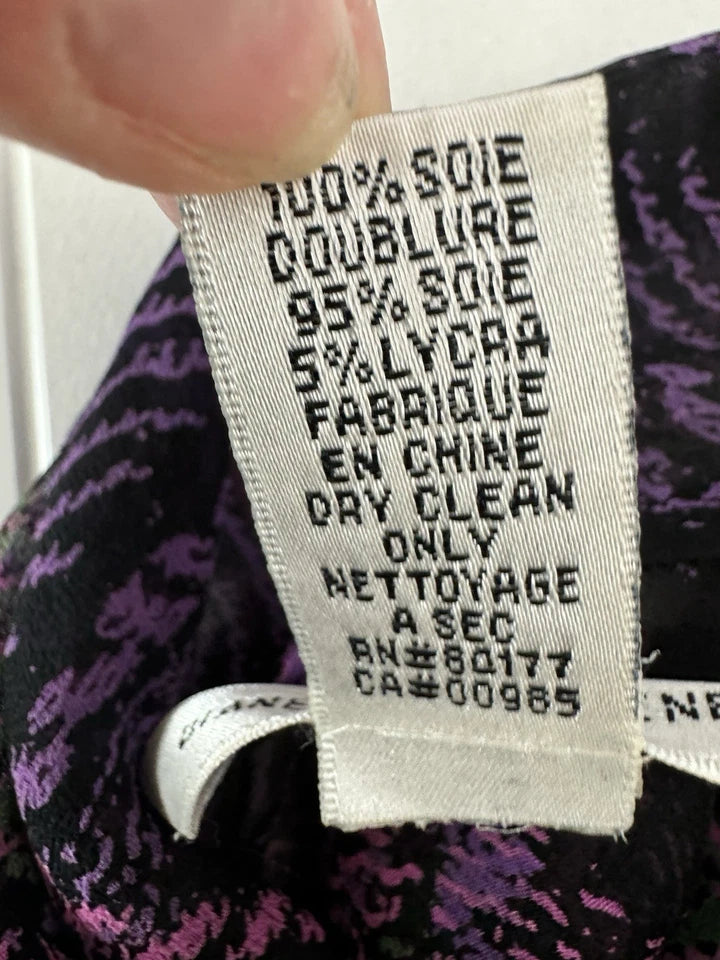 100% SOIE
DOUBLURE
95% SOIE
5% LYCRA
FABRIQUE
EN CHINE
DRY CLEAN
ONLY
NETTOYAGE
A SEC
RN#80177
CA#00985